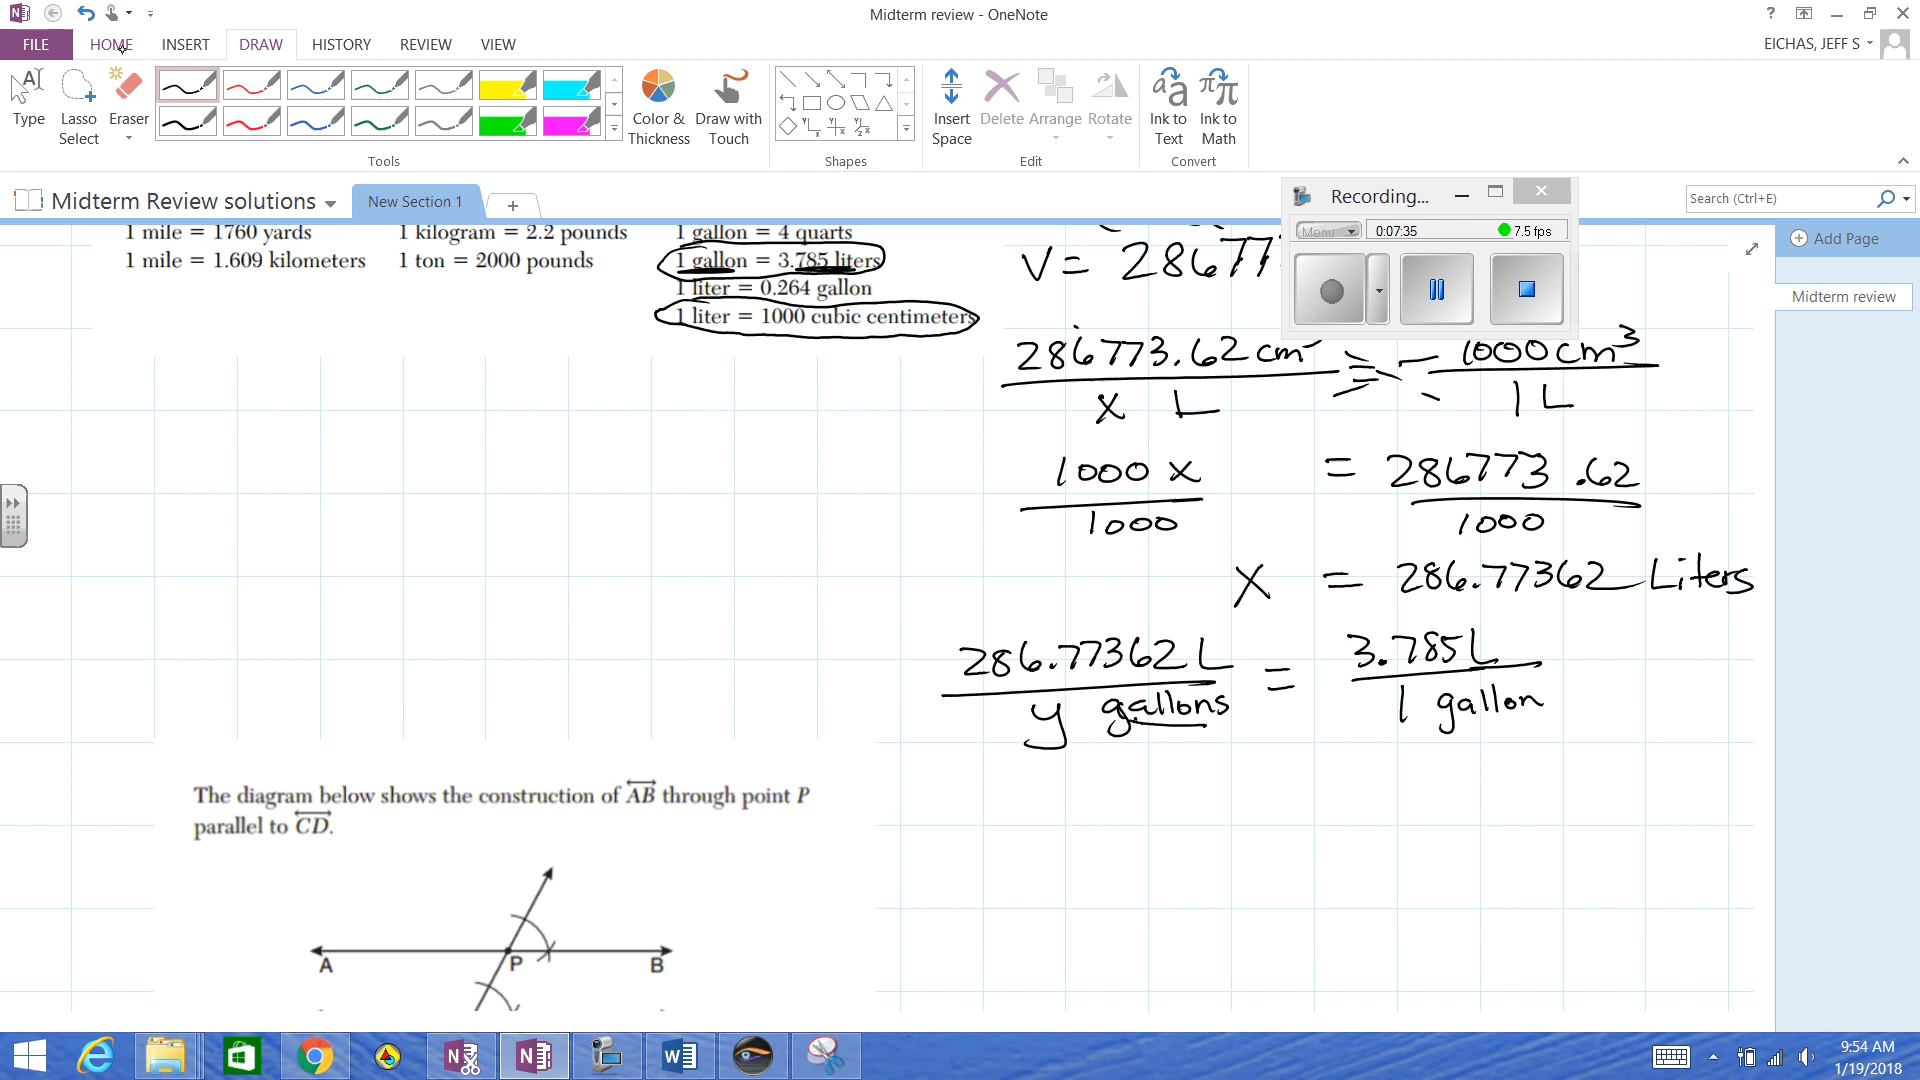 Midterm review - OneNote
?
FILE HOME INSERT DRAW HISTORY REVIEW VIEW
EICHAS, JEFF S
Type
Lasso Select
Eraser
Color & Thickness
Draw with Touch
Insert Space
Delete
Arrange
Rotate
Ink to Text
Ink to Math
Tools
Shapes
Edit
Convert
Midterm Review solutions
New Section 1
+
Recording...
Menu
0:07:35
7.5 fps
Search (Ctrl+E)
Add Page
Midterm review
1 mile = 1760 yards
1 mile = 1.609 kilometers
1 kilogram = 2.2 pounds
1 ton = 2000 pounds
1 gallon = 4 quarts
1 gallon = 3.785 liters
1 liter = 0.264 gallon
1 liter = 1000 cubic centimeters
V = 28677
286773.62 cm = 1000 cm³
x L 1 L
1000 x = 286773.62
1000 1000
x = 286.77362 Liters
286.77362 L = 3.785 L
y gallons 1 gallon
The diagram below shows the construction of AB through point P
parallel to CD.
A P B
9:54 AM
1/19/2018